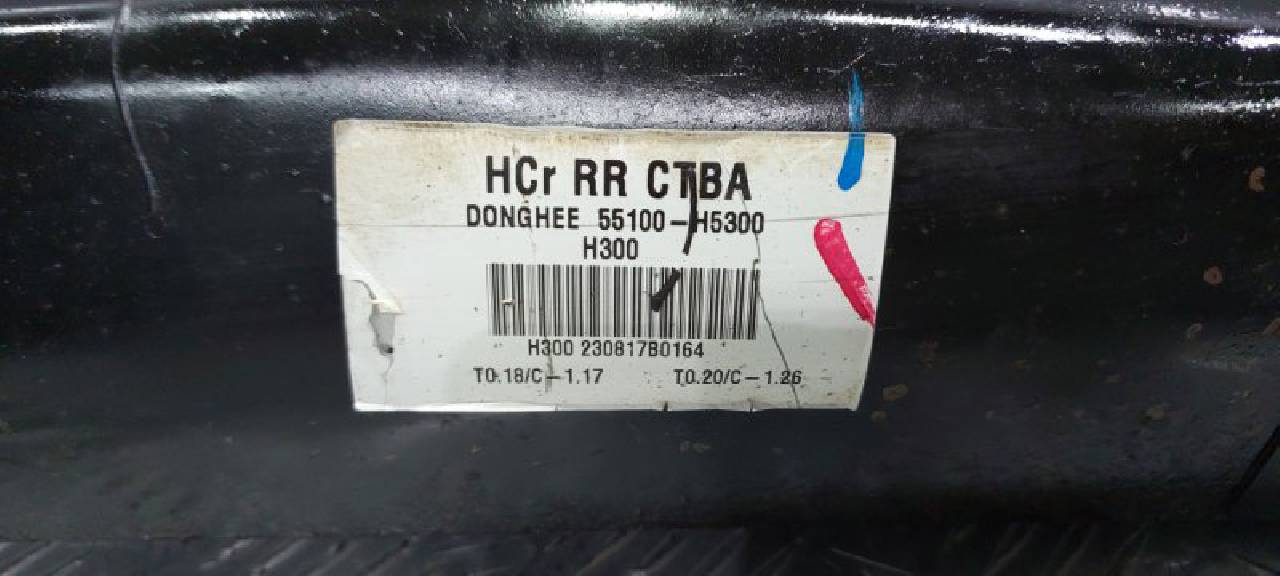 HCr RR CTBA
DONGHEE 55100-H5300
H300
H300 230817B0164
T0.18/C-1.17 T0.20/C-1.26